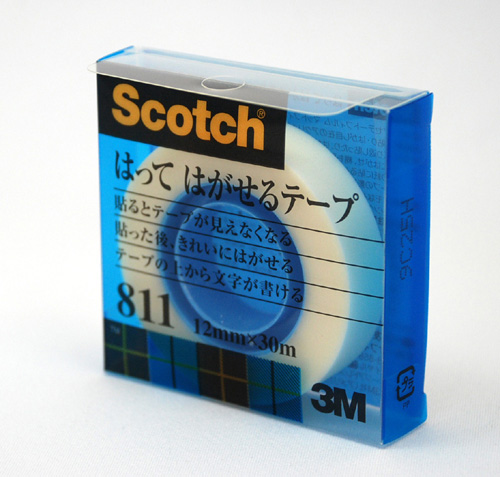 Scotch®
はって はがせるテープ
貼るとテープが見えなくなる
貼った後、きれいにはがせる
テープの上から文字が書ける
811
12mm×30m
3M